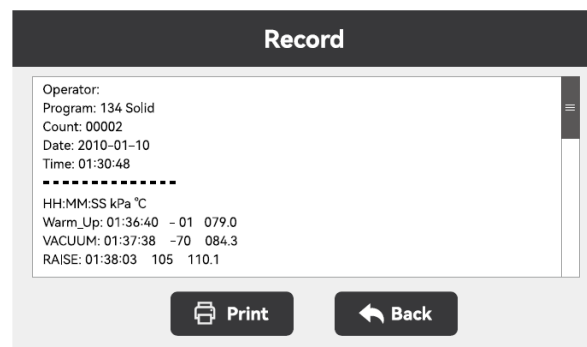 Record
Operator:
Program: 134 Solid
Count: 00002
Date: 2010-01-10
Time: 01:30:48
---------------
HH:MM:SS kPa °C
Warm_Up: 01:36:40 - 01 079.0
VACUUM: 01:37:38 -70 084.3
RAISE: 01:38:03 105 110.1
Print
Back